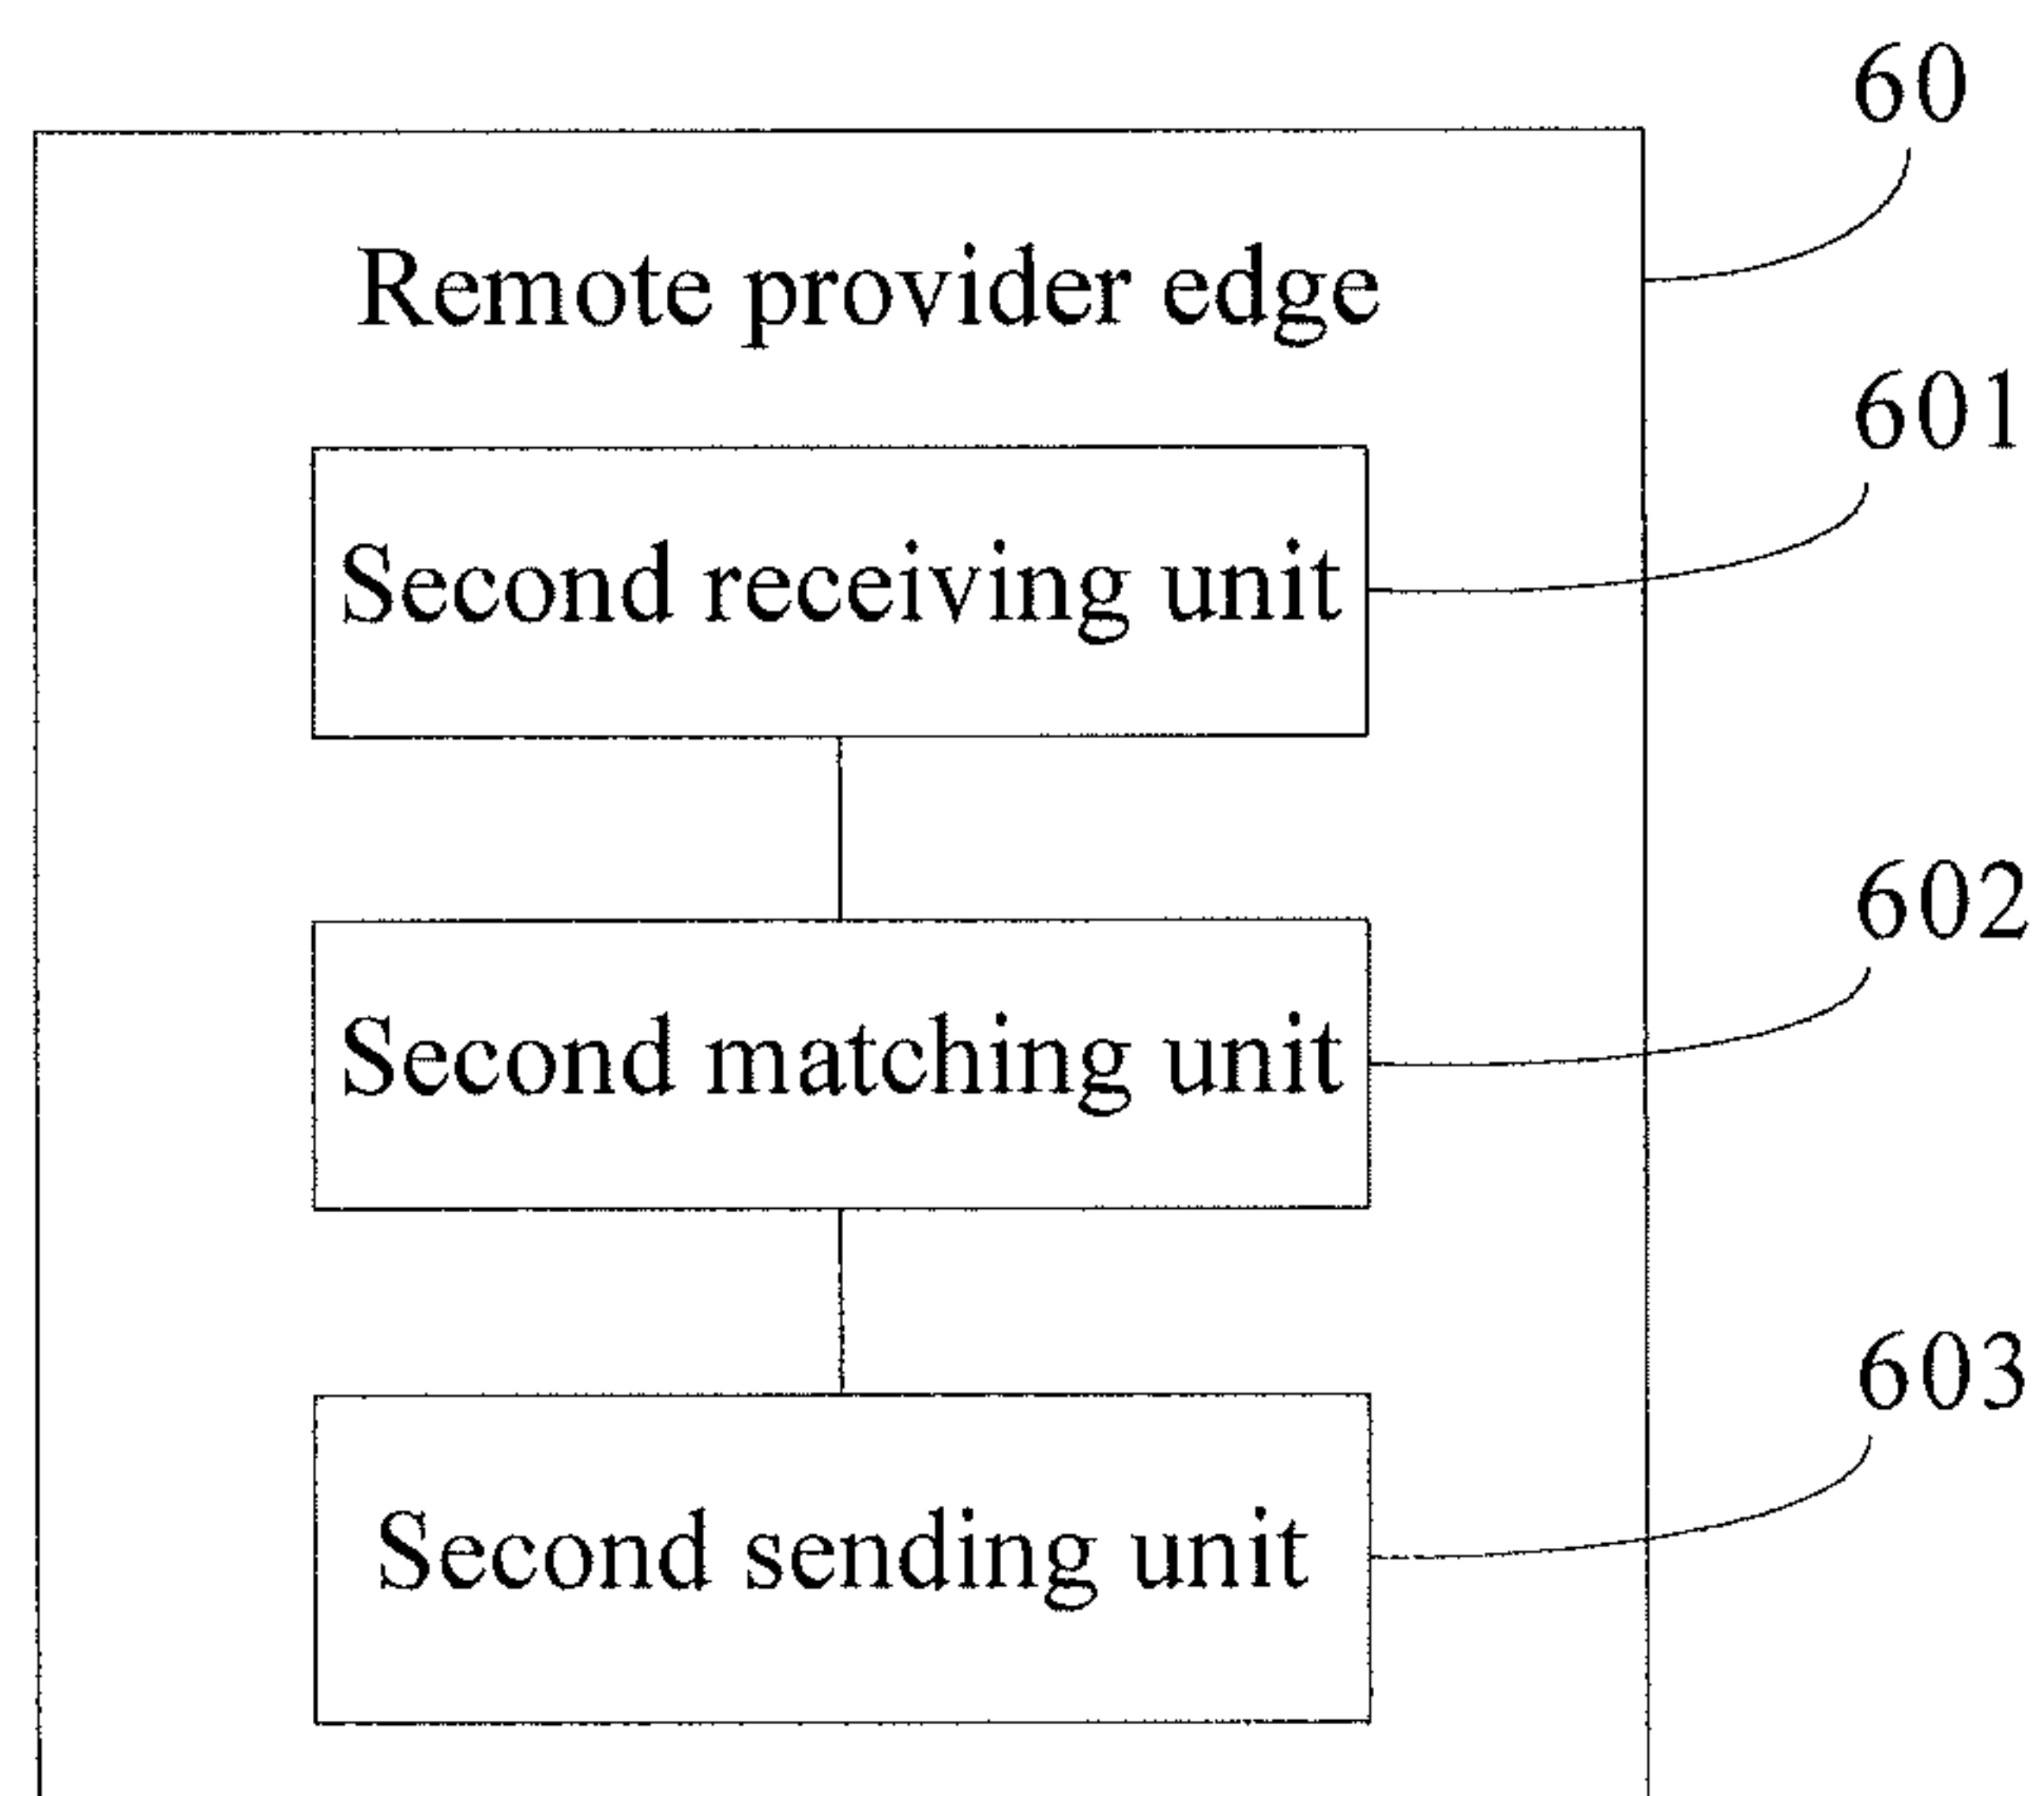 60
Remote provider edge
601
Second receiving unit
602
Second matching unit
603
Second sending unit